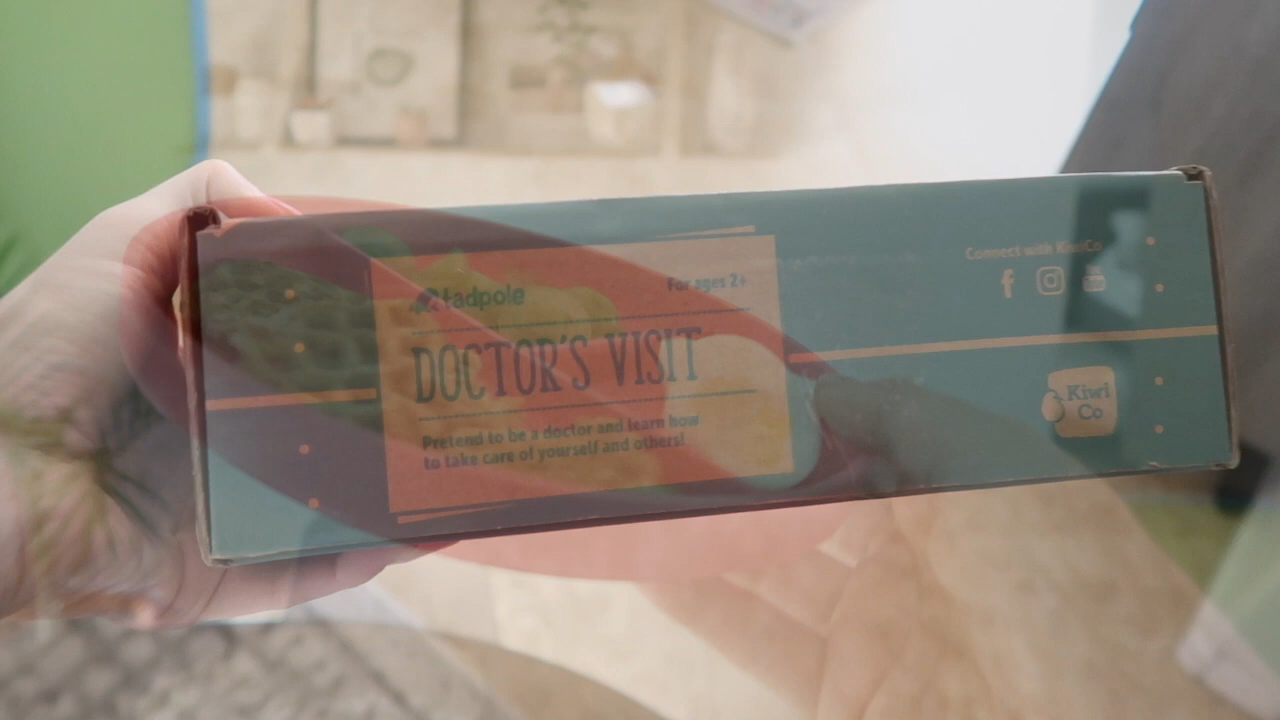 tadpole
For ages 2+
DOCTOR'S VISIT
Pretend to be a doctor and learn how
to take care of yourself and others!
Connect with KiwiCo
Kiwi
Co